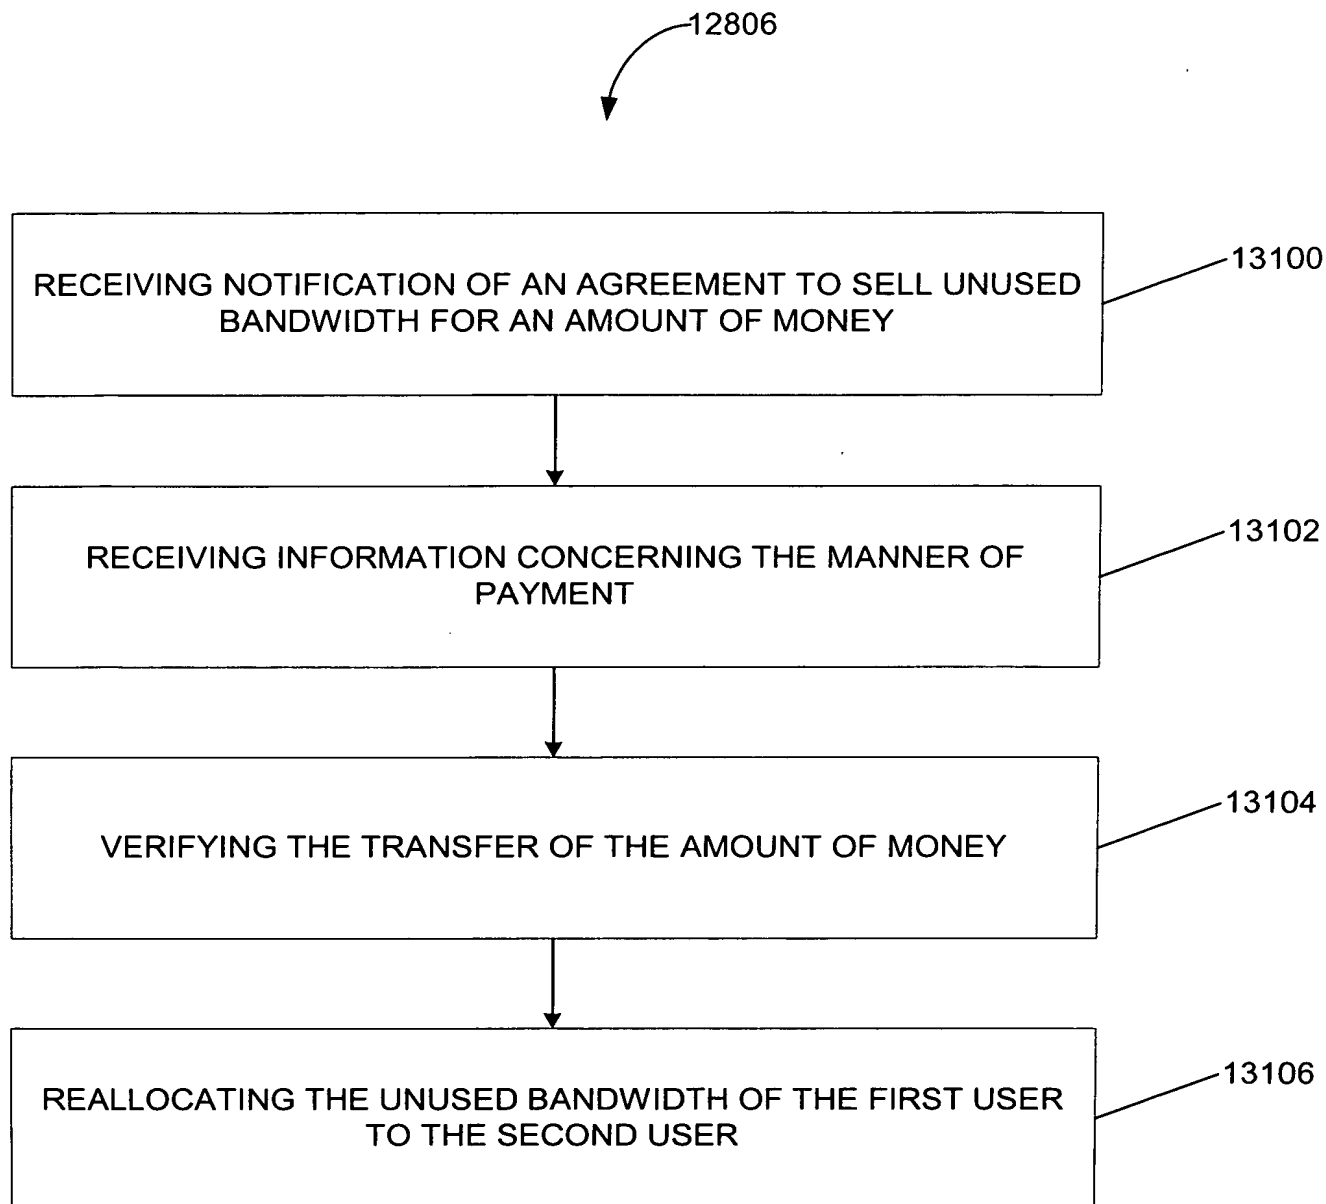 12806
RECEIVING NOTIFICATION OF AN AGREEMENT TO SELL UNUSED
BANDWIDTH FOR AN AMOUNT OF MONEY
13100
RECEIVING INFORMATION CONCERNING THE MANNER OF
PAYMENT
13102
VERIFYING THE TRANSFER OF THE AMOUNT OF MONEY
13104
REALLOCATING THE UNUSED BANDWIDTH OF THE FIRST USER
TO THE SECOND USER
13106